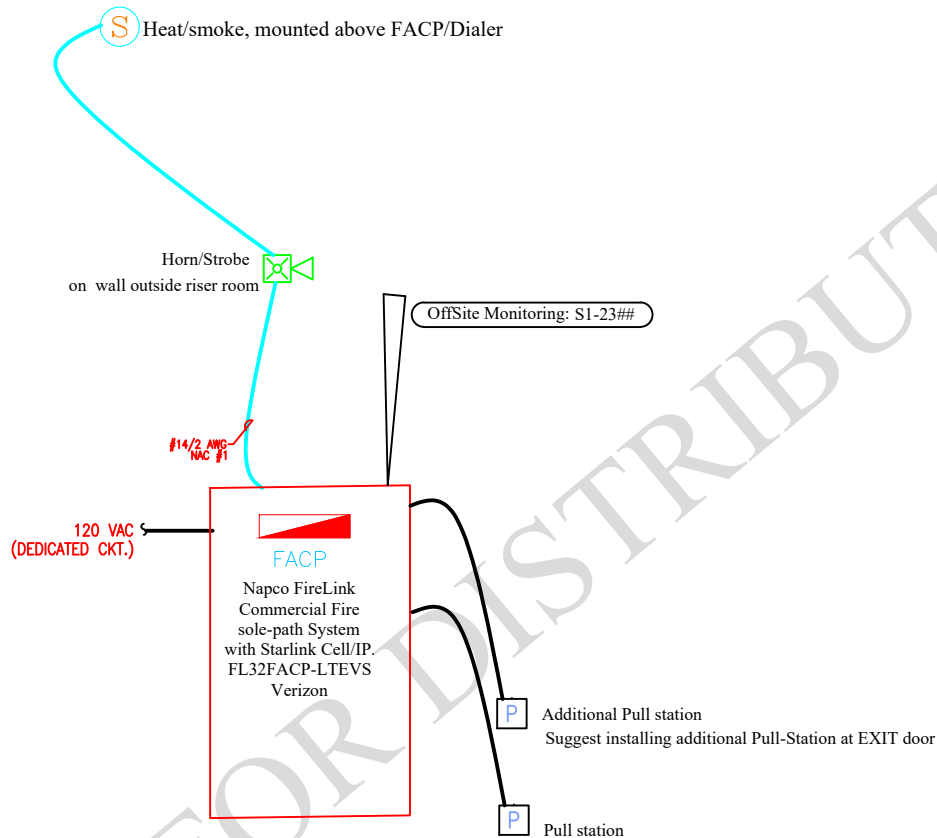 S
Heat/smoke, mounted above FACP/Dialer
Horn/Strobe
on wall outside riser room
OffSite Monitoring: S1-23##
#14/2 AWG
NAC #1
120 VAC
(DEDICATED CKT.)
FACP
Napco FireLink
Commercial Fire
sole-path System
with Starlink Cell/IP.
FL32FACP-LTEVS
Verizon
P
Additional Pull station
Suggest installing additional Pull-Station at EXIT door
P
Pull station
FOR DISTRIBUT